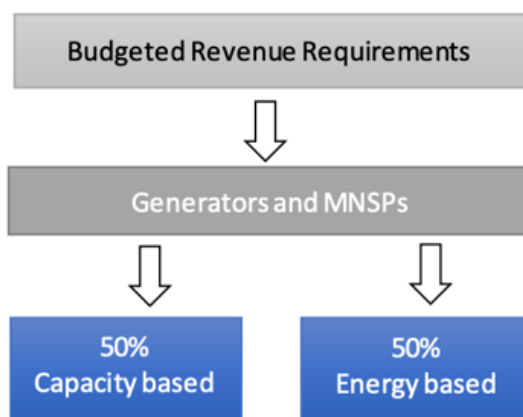 Budgeted Revenue Requirements
Generators and MNSPs
50%
Capacity based
50%
Energy based